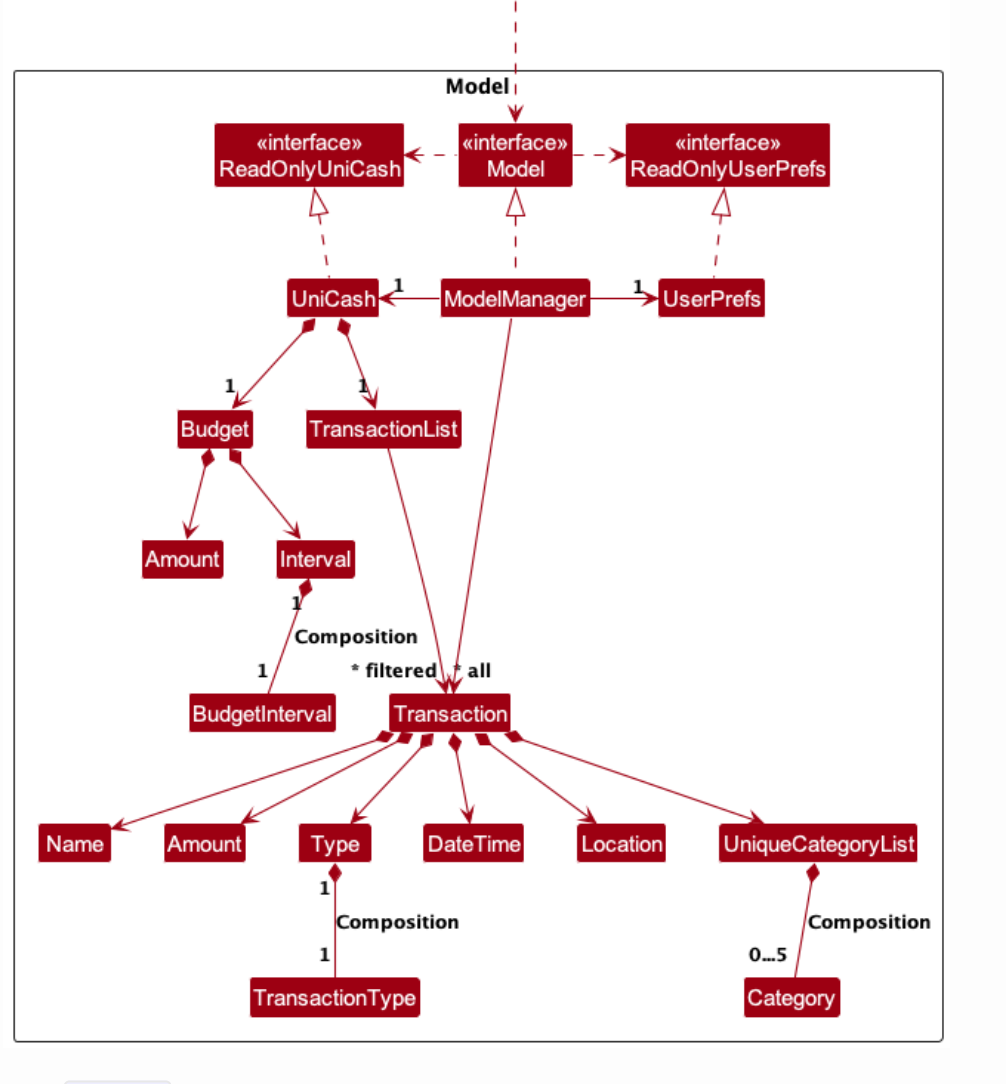 Model
«interface»
ReadOnlyUniCash
«interface»
Model
«interface»
ReadOnlyUserPrefs
UniCash
1
ModelManager
1
UserPrefs
1
1
Budget
TransactionList
Amount
Interval
1
Composition
1
* filtered
* all
BudgetInterval
Transaction
Name
Amount
Type
DateTime
Location
UniqueCategoryList
1
Composition
Composition
1
0...5
TransactionType
Category